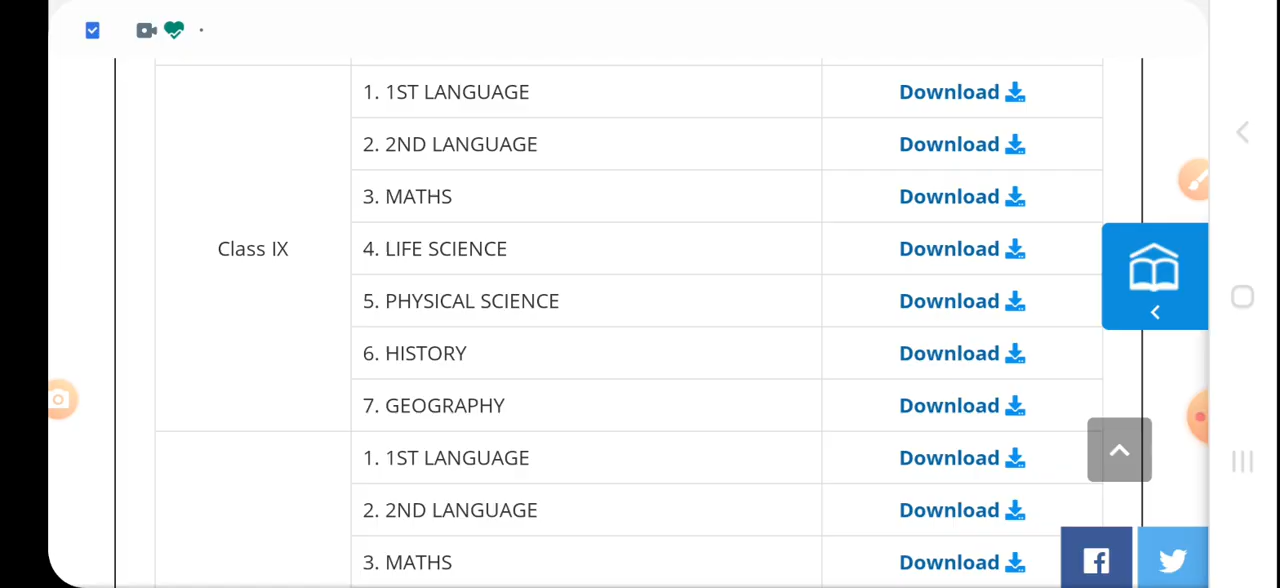 1. 1ST LANGUAGE Download
2. 2ND LANGUAGE Download
3. MATHS Download
Class IX 4. LIFE SCIENCE Download
5. PHYSICAL SCIENCE Download
6. HISTORY Download
7. GEOGRAPHY Download
1. 1ST LANGUAGE Download
2. 2ND LANGUAGE Download
3. MATHS Download